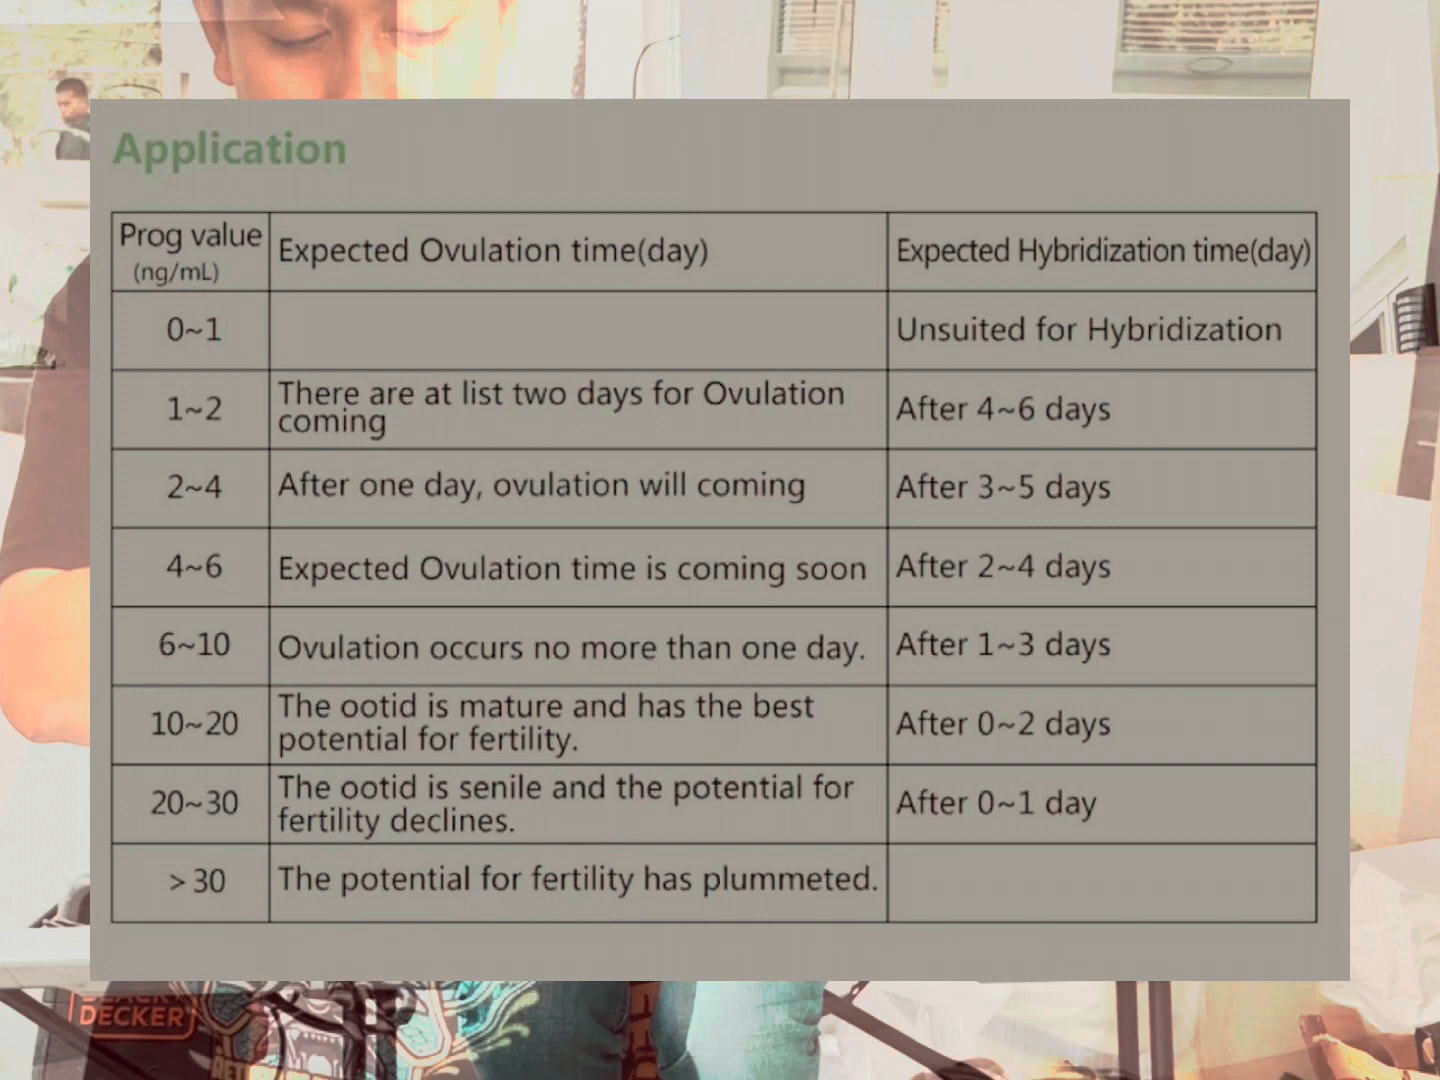 Application
Prog value
(ng/mL)
Expected Ovulation time(day)
Expected Hybridization time(day)
0~1
Unsuited for Hybridization
1~2
There are at list two days for Ovulation
coming
After 4~6 days
2~4
After one day, ovulation will coming
After 3~5 days
4~6
Expected Ovulation time is coming soon
After 2~4 days
6~10
Ovulation occurs no more than one day.
After 1~3 days
10~20
The ootid is mature and has the best
potential for fertility.
After 0~2 days
20~30
The ootid is senile and the potential for
fertility declines.
After 0~1 day
> 30
The potential for fertility has plummeted.
DECKER